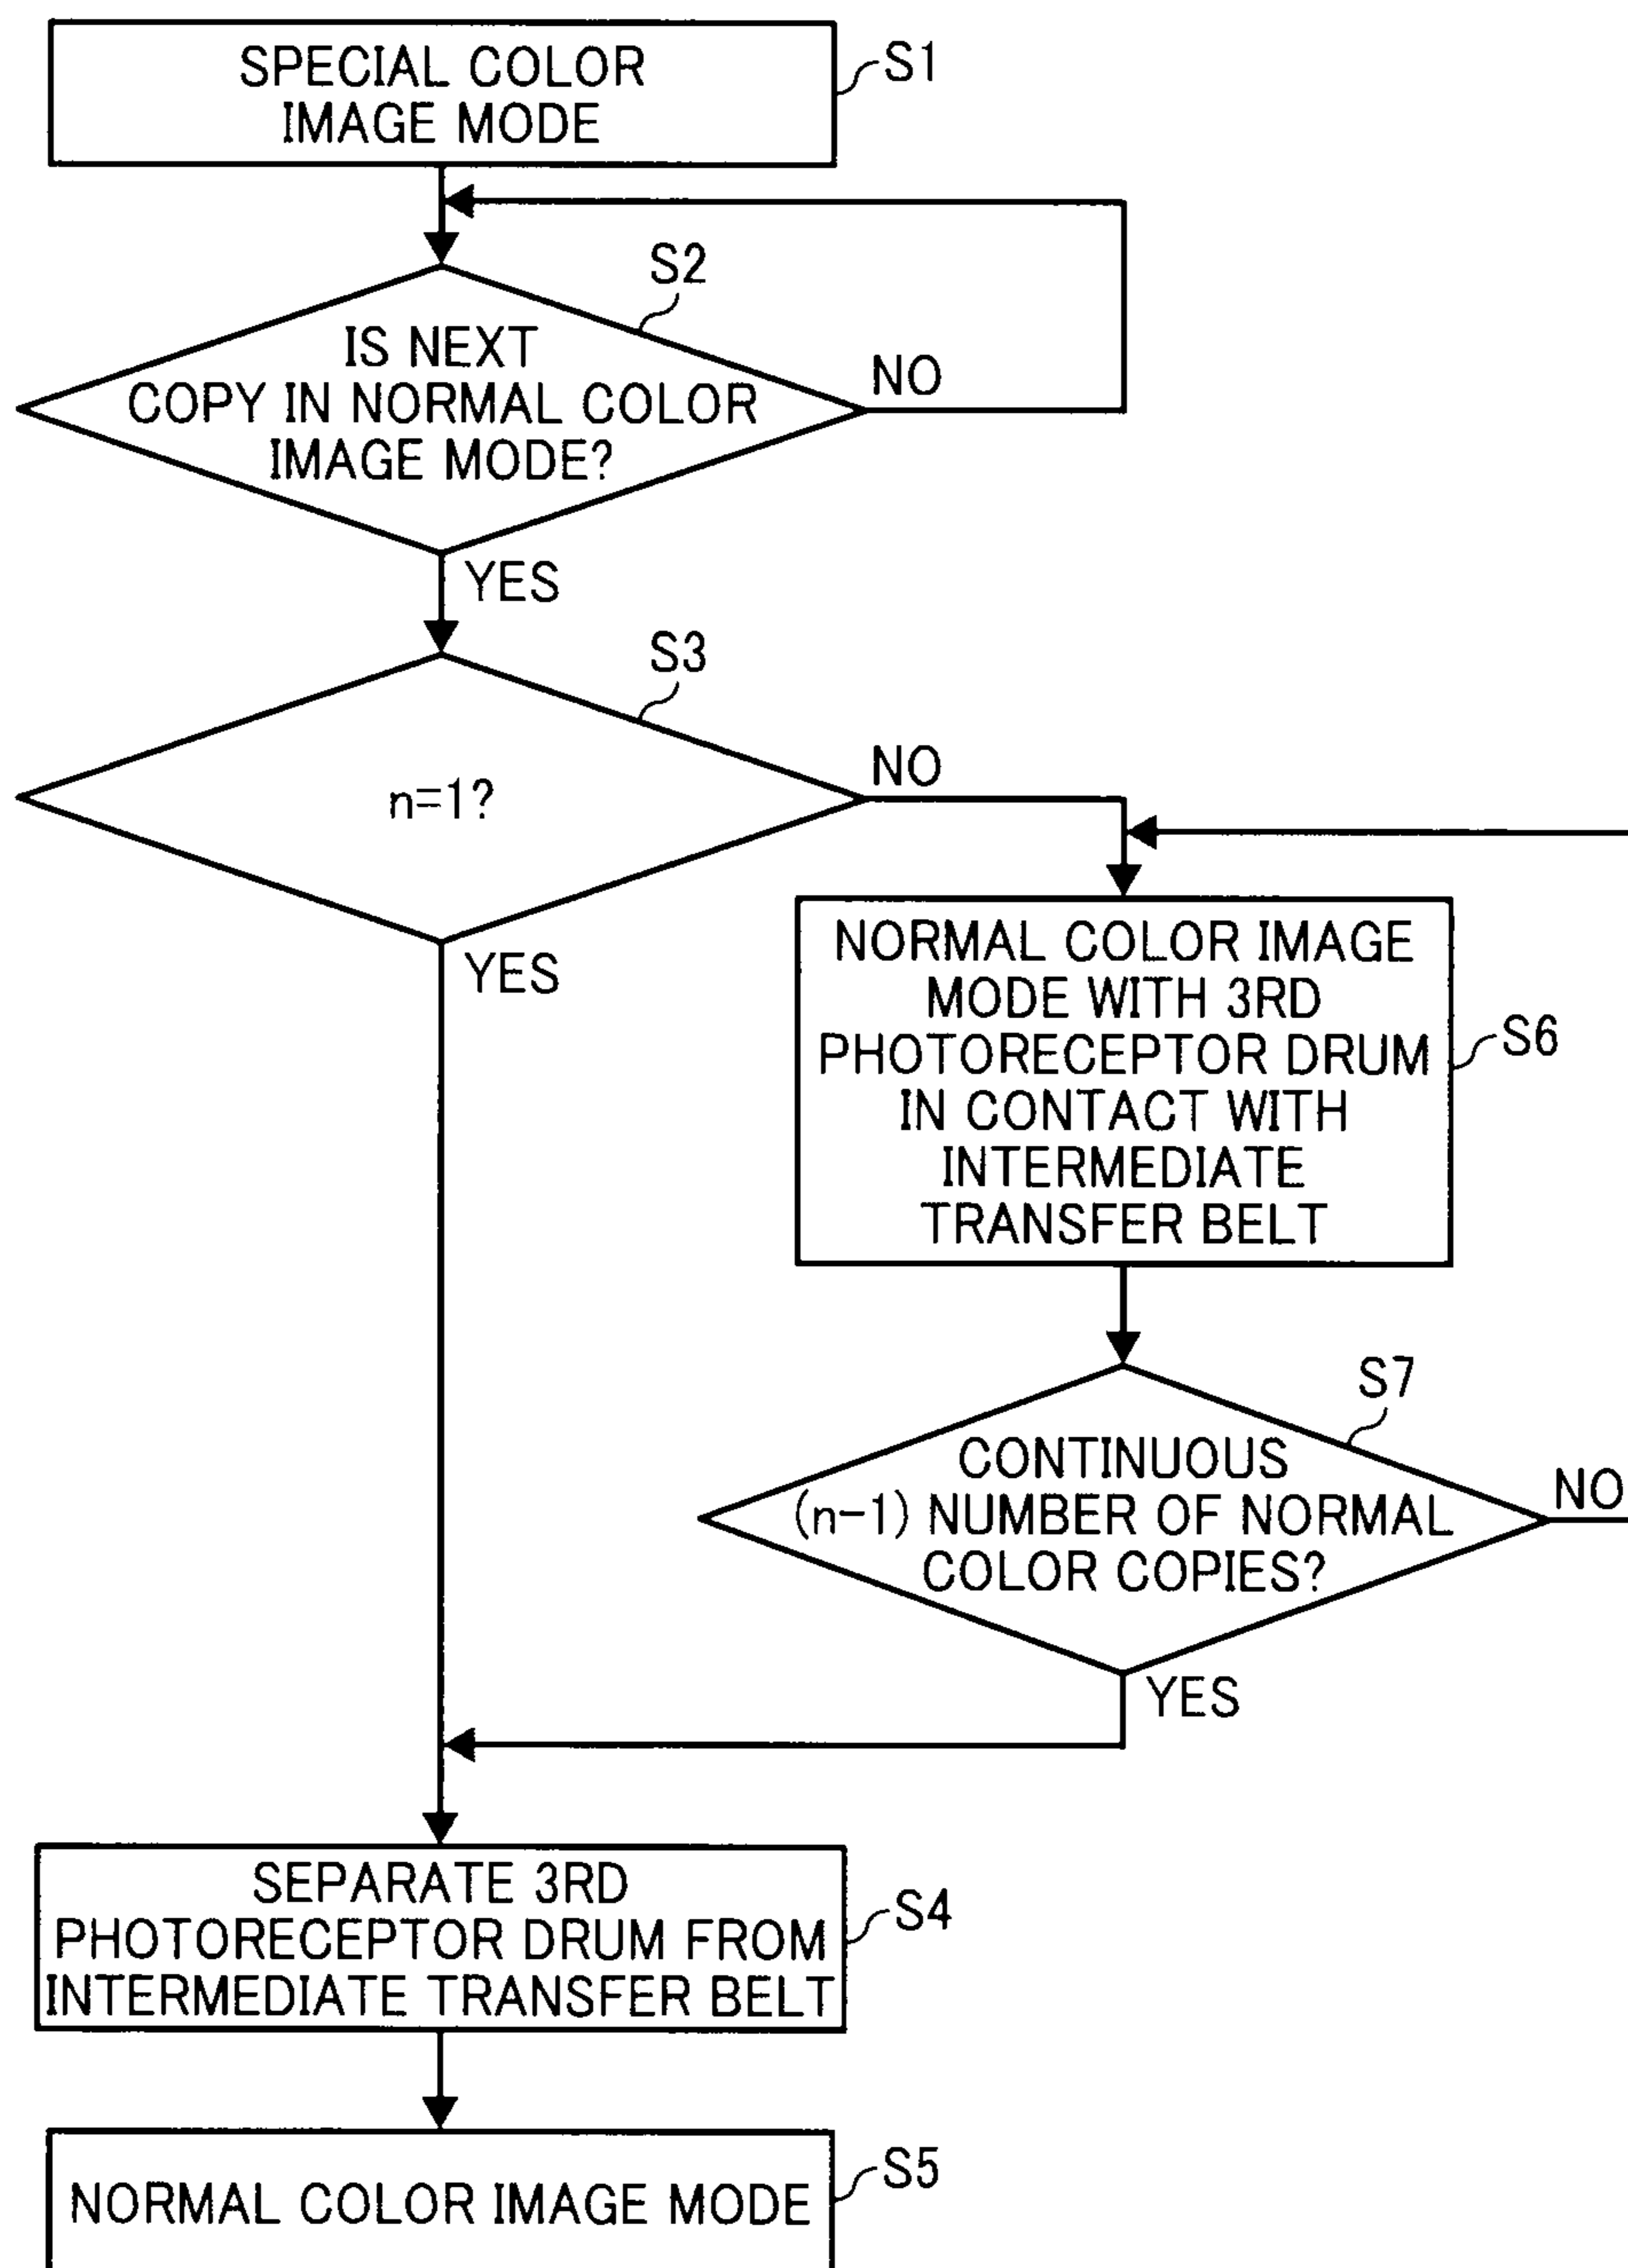 SPECIAL COLOR
IMAGE MODE
S1
S2
IS NEXT
COPY IN NORMAL COLOR
IMAGE MODE?
NO
YES
S3
n=1?
NO
YES
NORMAL COLOR IMAGE
MODE WITH 3RD
PHOTORECEPTOR DRUM
IN CONTACT WITH
INTERMEDIATE
TRANSFER BELT
S6
S7
CONTINUOUS
(n-1) NUMBER OF NORMAL
COLOR COPIES?
NO
YES
SEPARATE 3RD
PHOTORECEPTOR DRUM FROM
INTERMEDIATE TRANSFER BELT
S4
NORMAL COLOR IMAGE MODE
S5